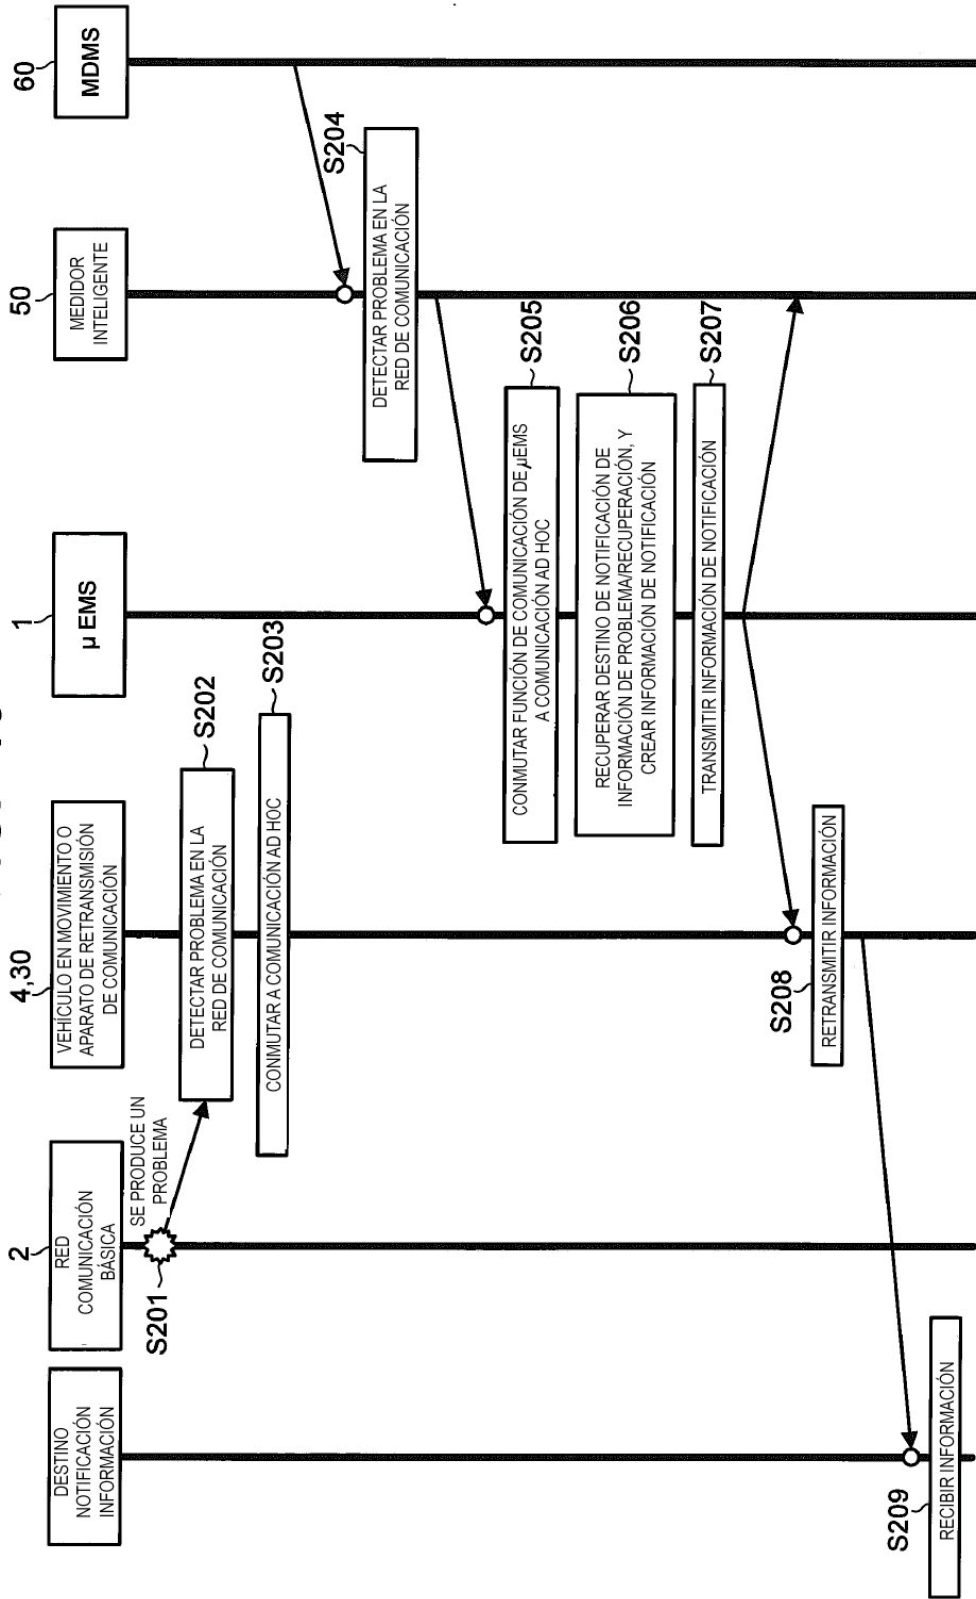 60
MDMS
50
MEDIDOR
INTELIGENTE
1
µ EMS
4,30
VEHÍCULO EN MOVIMIENTO O
APARATO DE RETRANSMISIÓN
DE COMUNICACIÓN
2
RED
COMUNICACIÓN
BÁSICA
DESTINO
NOTIFICACIÓN
INFORMACIÓN
SE PRODUCE UN
PROBLEMA
S201
S202
DETECTAR PROBLEMA EN LA
RED DE COMUNICACIÓN
S203
CONMUTAR A COMUNICACIÓN AD HOC
S204
DETECTAR PROBLEMA EN LA
RED DE COMUNICACIÓN
S205
CONMUTAR FUNCIÓN DE COMUNICACIÓN DE µEMS
A COMUNICACIÓN AD HOC
S206
RECUPERAR DESTINO DE NOTIFICACIÓN DE
INFORMACIÓN DE PROBLEMA/RECUPERACIÓN, Y
CREAR INFORMACIÓN DE NOTIFICACIÓN
S207
TRANSMITIR INFORMACIÓN DE NOTIFICACIÓN
S208
RETRANSMITIR INFORMACIÓN
S209
RECIBIR INFORMACIÓN